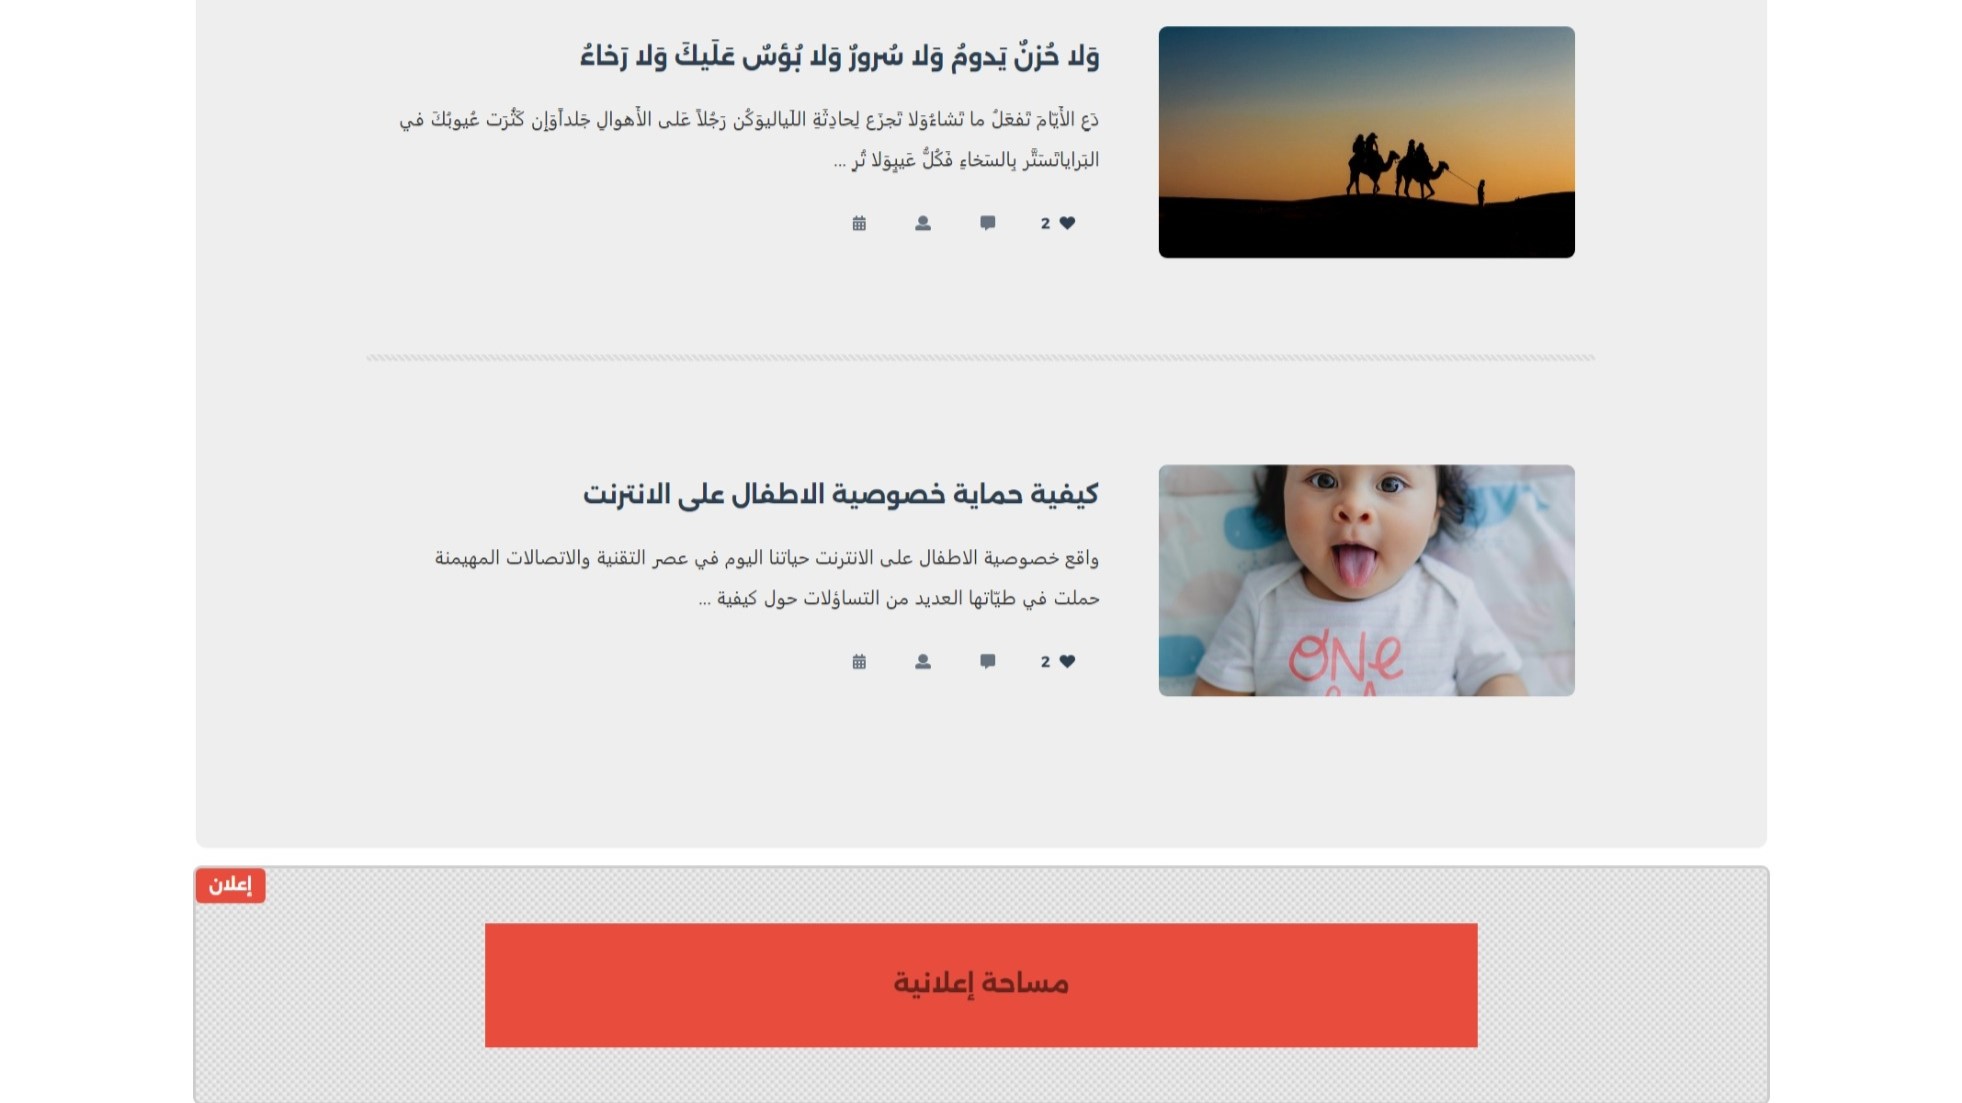 وَلا حُزنٌ يَدومُ وَلا سُرورٌ وَلا بُؤسٌ عَلَيكَ وَلا رَخاءُ
دَعِ الأَيّامَ تَفعَلُ ما تَشاءُوَلا تَجزَع لِحادِثَةِ اللَياليوَكُن رَجُلاً عَلى الأَهوالِ جَلداًوَإِن كَثُرَت عُيوبُكَ في
البَراياتَسَتَّر بِالسَخاءِ فَكُلُّ عَيبٍوَلا تُرِ ...
2
كيفية حماية خصوصية الاطفال على الانترنت
واقع خصوصية الاطفال على الانترنت حياتنا اليوم في عصر التقنية والاتصالات المهيمنة
حملت في طيّاتها العديد من التساؤلات حول كيفية ...
2
ONe
إعلان
مساحة إعلانية